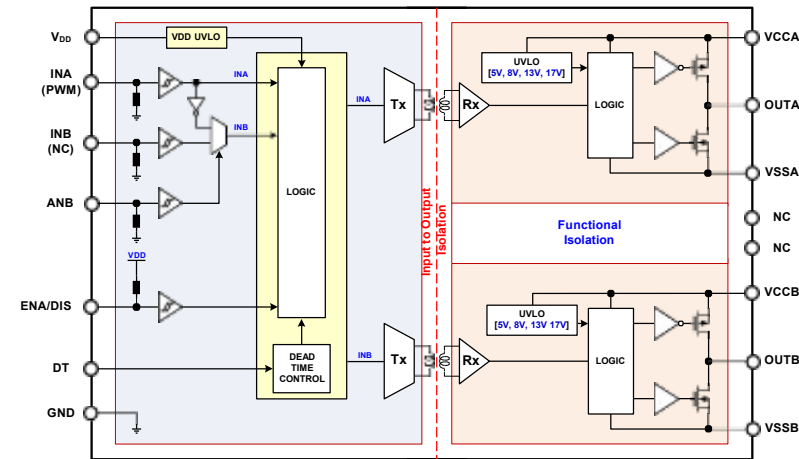 VDD
VDD UVLO
INA
(PWM)
INA
INB
(NC)
INB
ANB
LOGIC
VDD
ENA/DIS
DT
DEAD
TIME
CONTROL
GND
INA
Tx
INB
Tx
Input to Output
Isolation
Rx
UVLO
[5V, 8V, 13V, 17V]
LOGIC
VCCA
OUTA
VSSA
Functional
Isolation
NC
NC
Rx
UVLO
[5V, 8V, 13V 17V]
LOGIC
VCCB
OUTB
VSSB